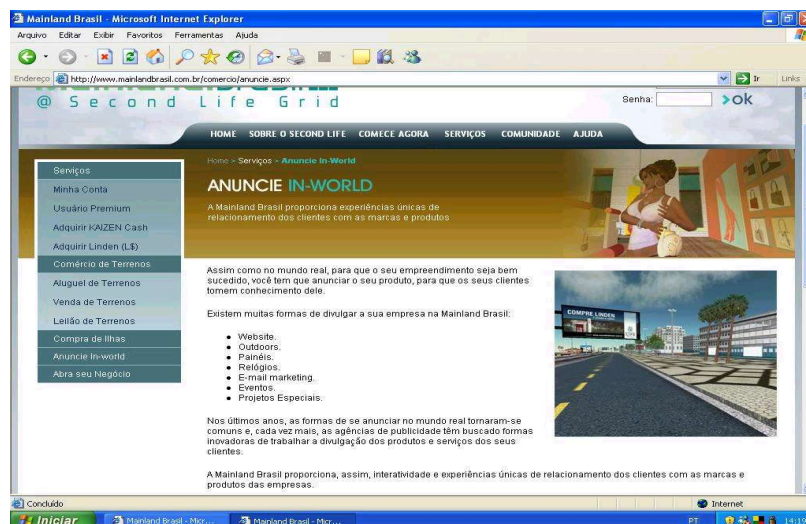 Mainland Brasil - Microsoft Internet Explorer
Arquivo Editar Exibir Favoritos Ferramentas Ajuda
Endereço http://www.mainlandbrasil.com.br/comercio/anuncie.aspx Ir Links
@ Second Life Grid
Senha: >ok
HOME SOBRE O SECOND LIFE COMECE AGORA SERVIÇOS COMUNIDADE AJUDA
Home > Serviços > Anuncie In-World
ANUNCIE IN-WORLD
A Mainland Brasil proporciona experiências únicas de
relacionamento dos clientes com as marcas e produtos
Serviços
Minha Conta
Usuário Premium
Adquirir KAIZEN Cash
Adquirir Linden (L$)
Comércio de Terrenos
Aluguel de Terrenos
Venda de Terrenos
Leilão de Terrenos
Compra de Ilhas
Anuncie In-world
Abra seu Negócio
Assim como no mundo real, para que o seu empreendimento seja bem
sucedido, você tem que anunciar o seu produto, para que os seus clientes
tomem conhecimento dele.
Existem muitas formas de divulgar a sua empresa na Mainland Brasil:
• Website.
• Outdoors.
• Painéis.
• Relógios.
• E-mail marketing.
• Eventos.
• Projetos Especiais.
COMPRE LINDEN
Nos últimos anos, as formas de se anunciar no mundo real tornaram-se
comuns e, cada vez mais, as agências de publicidade têm buscado formas
inovadoras de trabalhar a divulgação dos produtos e serviços dos seus
clientes.
A Mainland Brasil proporciona, assim, interatividade e experiências únicas de relacionamento dos clientes com as marcas e
produtos das empresas.
Concluído Internet
Iniciar Mainland Brasil - Micr... Mainland Brasil - Micr... PT 14:19